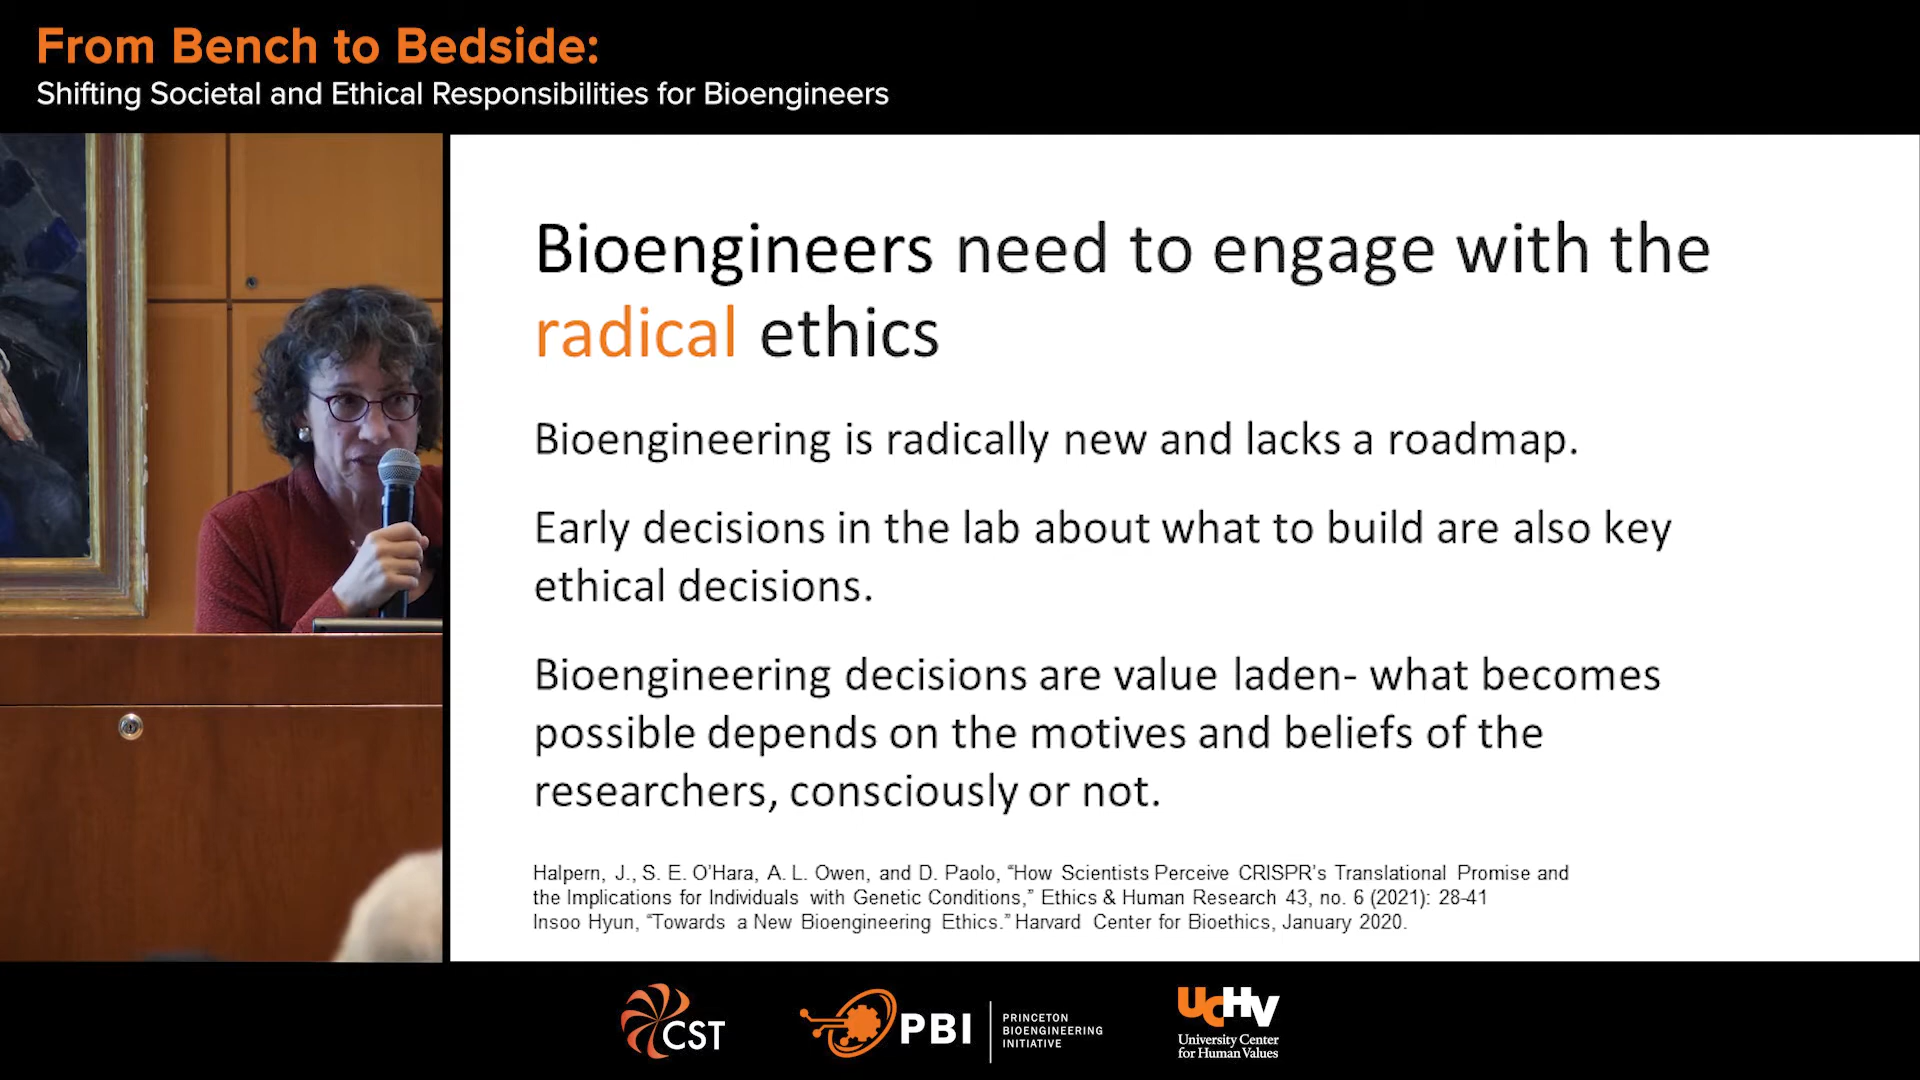 From Bench to Bedside:
Shifting Societal and Ethical Responsibilities for Bioengineers
Bioengineers need to engage with the
radical ethics
Bioengineering is radically new and lacks a roadmap.
Early decisions in the lab about what to build are also key
ethical decisions.
Bioengineering decisions are value laden- what becomes
possible depends on the motives and beliefs of the
researchers, consciously or not.
Halpern, J., S. E. O'Hara, A. L. Owen, and D. Paolo, “How Scientists Perceive CRISPR's Translational Promise and
the Implications for Individuals with Genetic Conditions,” Ethics & Human Research 43, no. 6 (2021): 28-41
Insoo Hyun, “Towards a New Bioengineering Ethics.” Harvard Center for Bioethics, January 2020.
CST
PBI
PRINCETON
BIOENGINEERING
INITIATIVE
UCHV
University Center
for Human Values